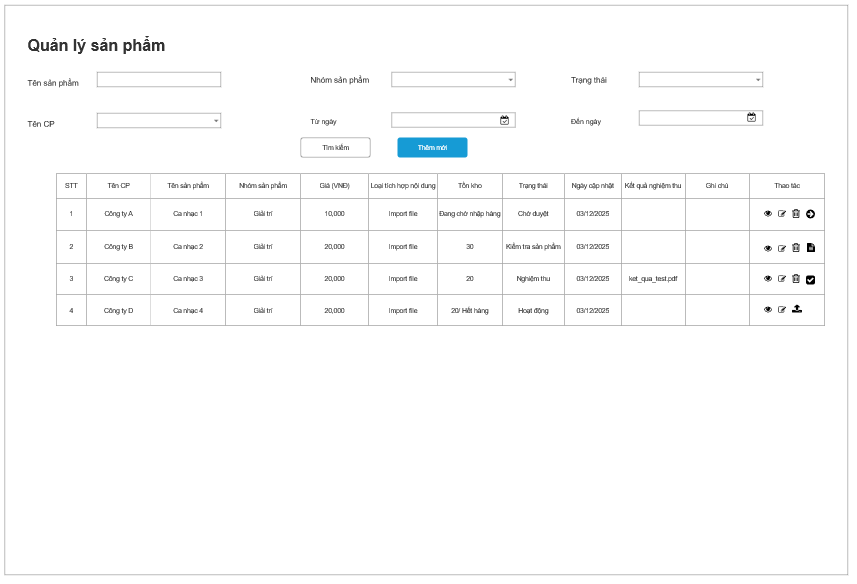 Quản lý sản phẩm
Tên sản phẩm Nhóm sản phẩm Trạng thái
Tên CP Từ ngày Đến ngày
Tìm kiếm Thêm mới
STT Tên CP Tên sản phẩm Nhóm sản phẩm Giá (VNĐ) Loại tích hợp nội dung Tồn kho Trạng thái Ngày cập nhật Kết quả nghiệm thu Ghi chú Thao tác
1 Công ty A Ca nhạc 1 Giải trí 10,000 Import file Đang chờ nhập hàng Chờ duyệt 03/12/2025
2 Công ty B Ca nhạc 2 Giải trí 20,000 Import file 30 Kiểm tra sản phẩm 03/12/2025
3 Công ty C Ca nhạc 3 Giải trí 20,000 Import file 20 Nghiệm thu 03/12/2025 ket_qua_test.pdf
4 Công ty D Ca nhạc 4 Giải trí 20,000 Import file 20/ Hết hàng Hoạt động 03/12/2025